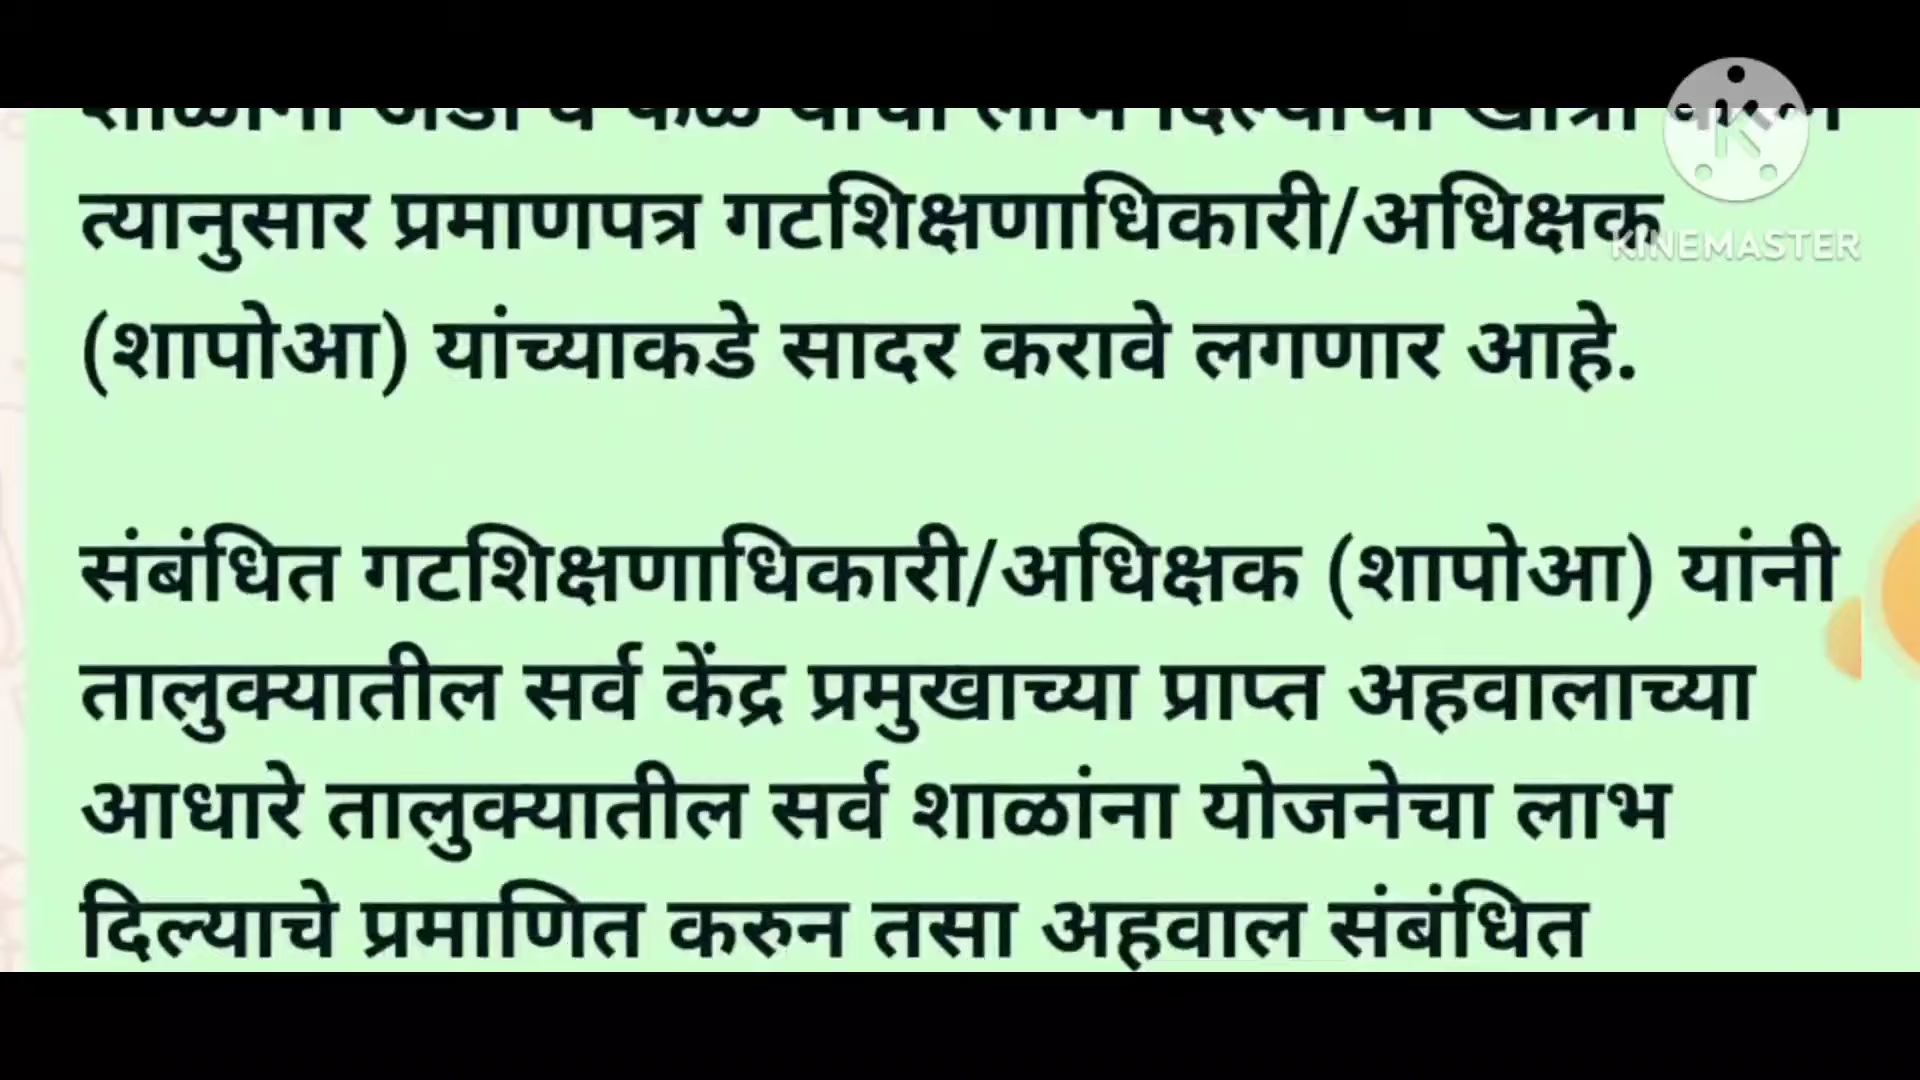 शाळांना अंडी व केळी यांचा लाभ दिल्याची खात्री
त्यानुसार प्रमाणपत्र गटशिक्षणाधिकारी/अधिक्षक
KINEMASTER
(शापोआ) यांच्याकडे सादर करावे लगणार आहे.
संबंधित गटशिक्षणाधिकारी/अधिक्षक (शापोआ) यांनी
तालुक्यातील सर्व केंद्र प्रमुखाच्या प्राप्त अहवालाच्या
आधारे तालुक्यातील सर्व शाळांना योजनेचा लाभ
दिल्याचे प्रमाणित करुन तसा अहवाल संबंधित